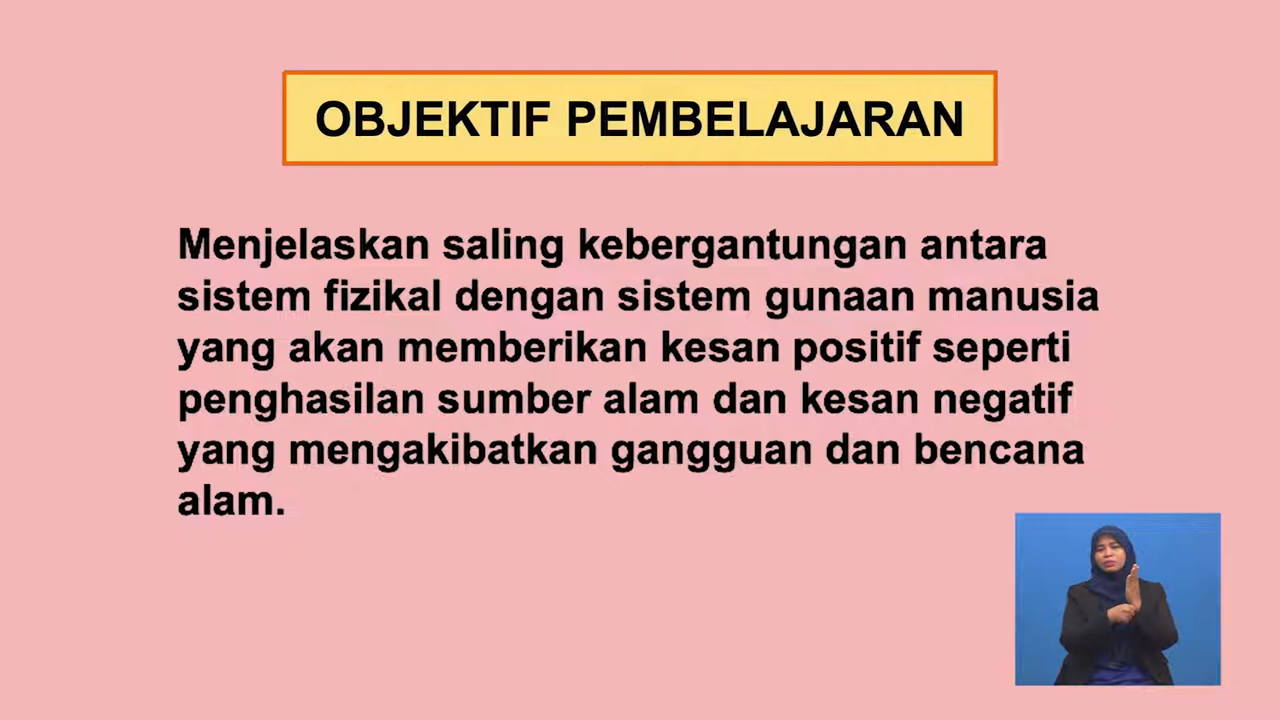 OBJEKTIF PEMBELAJARAN
Menjelaskan saling kebergantungan antara
sistem fizikal dengan sistem gunaan manusia
yang akan memberikan kesan positif seperti
penghasilan sumber alam dan kesan negatif
yang mengakibatkan gangguan dan bencana
alam.